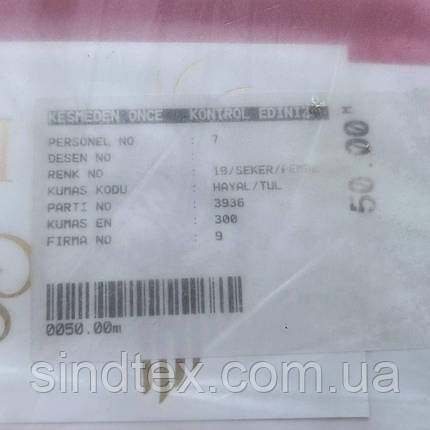 KESMEDEN ONCE KONTROL EDINIZ
PERSONEL NO : 7
DESEN NO
RENK NO : 19/SEKER/PEMBE
KUMAS KODU : HAYAL/TUL
PARTI NO : 3936
KUMAS EN : 300
FIRMA NO : 9
0050.00m
50.00 M
sindtex.com.ua